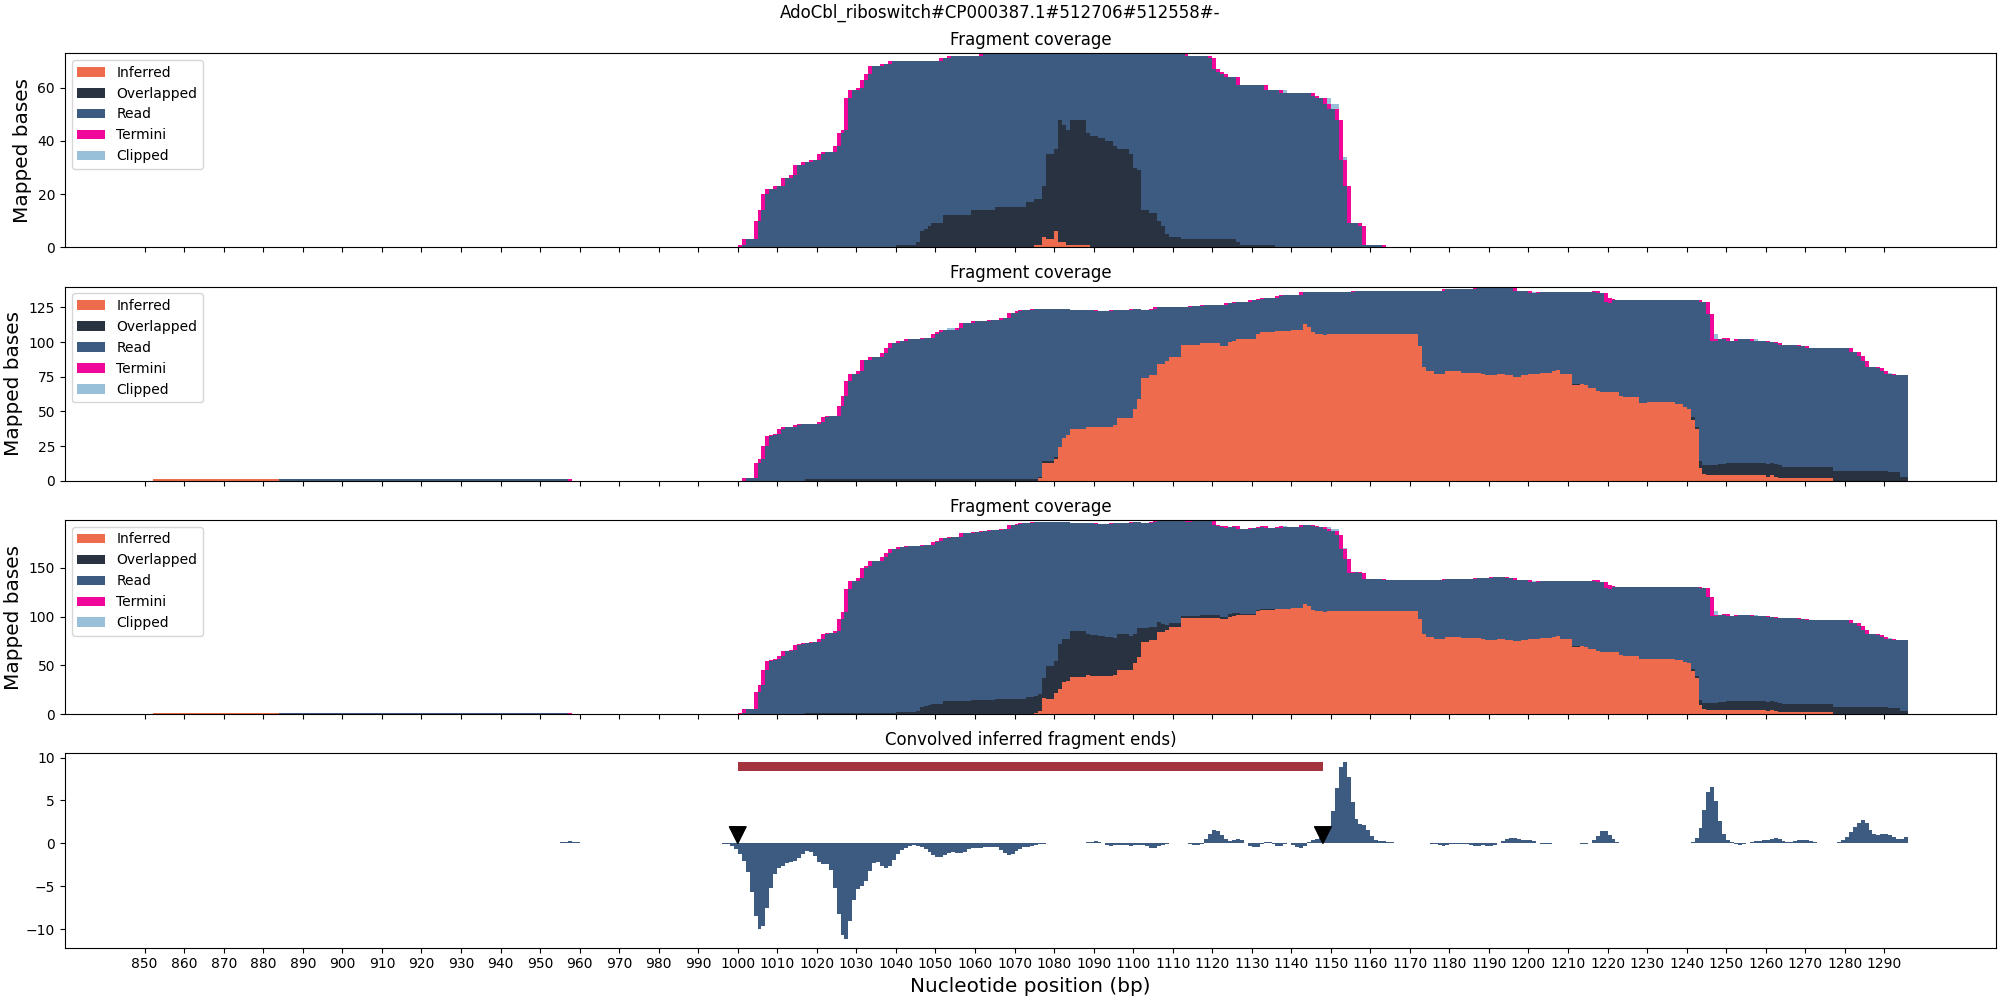 AdoCbl_riboswitch#CP000387.1#512706#512558#-
Fragment coverage
Mapped bases
60
40
20
0
Inferred
Overlapped
Read
Termini
Clipped
Fragment coverage
Mapped bases
125
100
75
50
25
0
Inferred
Overlapped
Read
Termini
Clipped
Fragment coverage
Mapped bases
150
100
50
0
Inferred
Overlapped
Read
Termini
Clipped
Convolved inferred fragment ends)
10
5
0
−5
−10
850 860 870 880 890 900 910 920 930 940 950 960 970 980 990 1000 1010 1020 1030 1040 1050 1060 1070 1080 1090 1100 1110 1120 1130 1140 1150 1160 1170 1180 1190 1200 1210 1220 1230 1240 1250 1260 1270 1280 1290
Nucleotide position (bp)